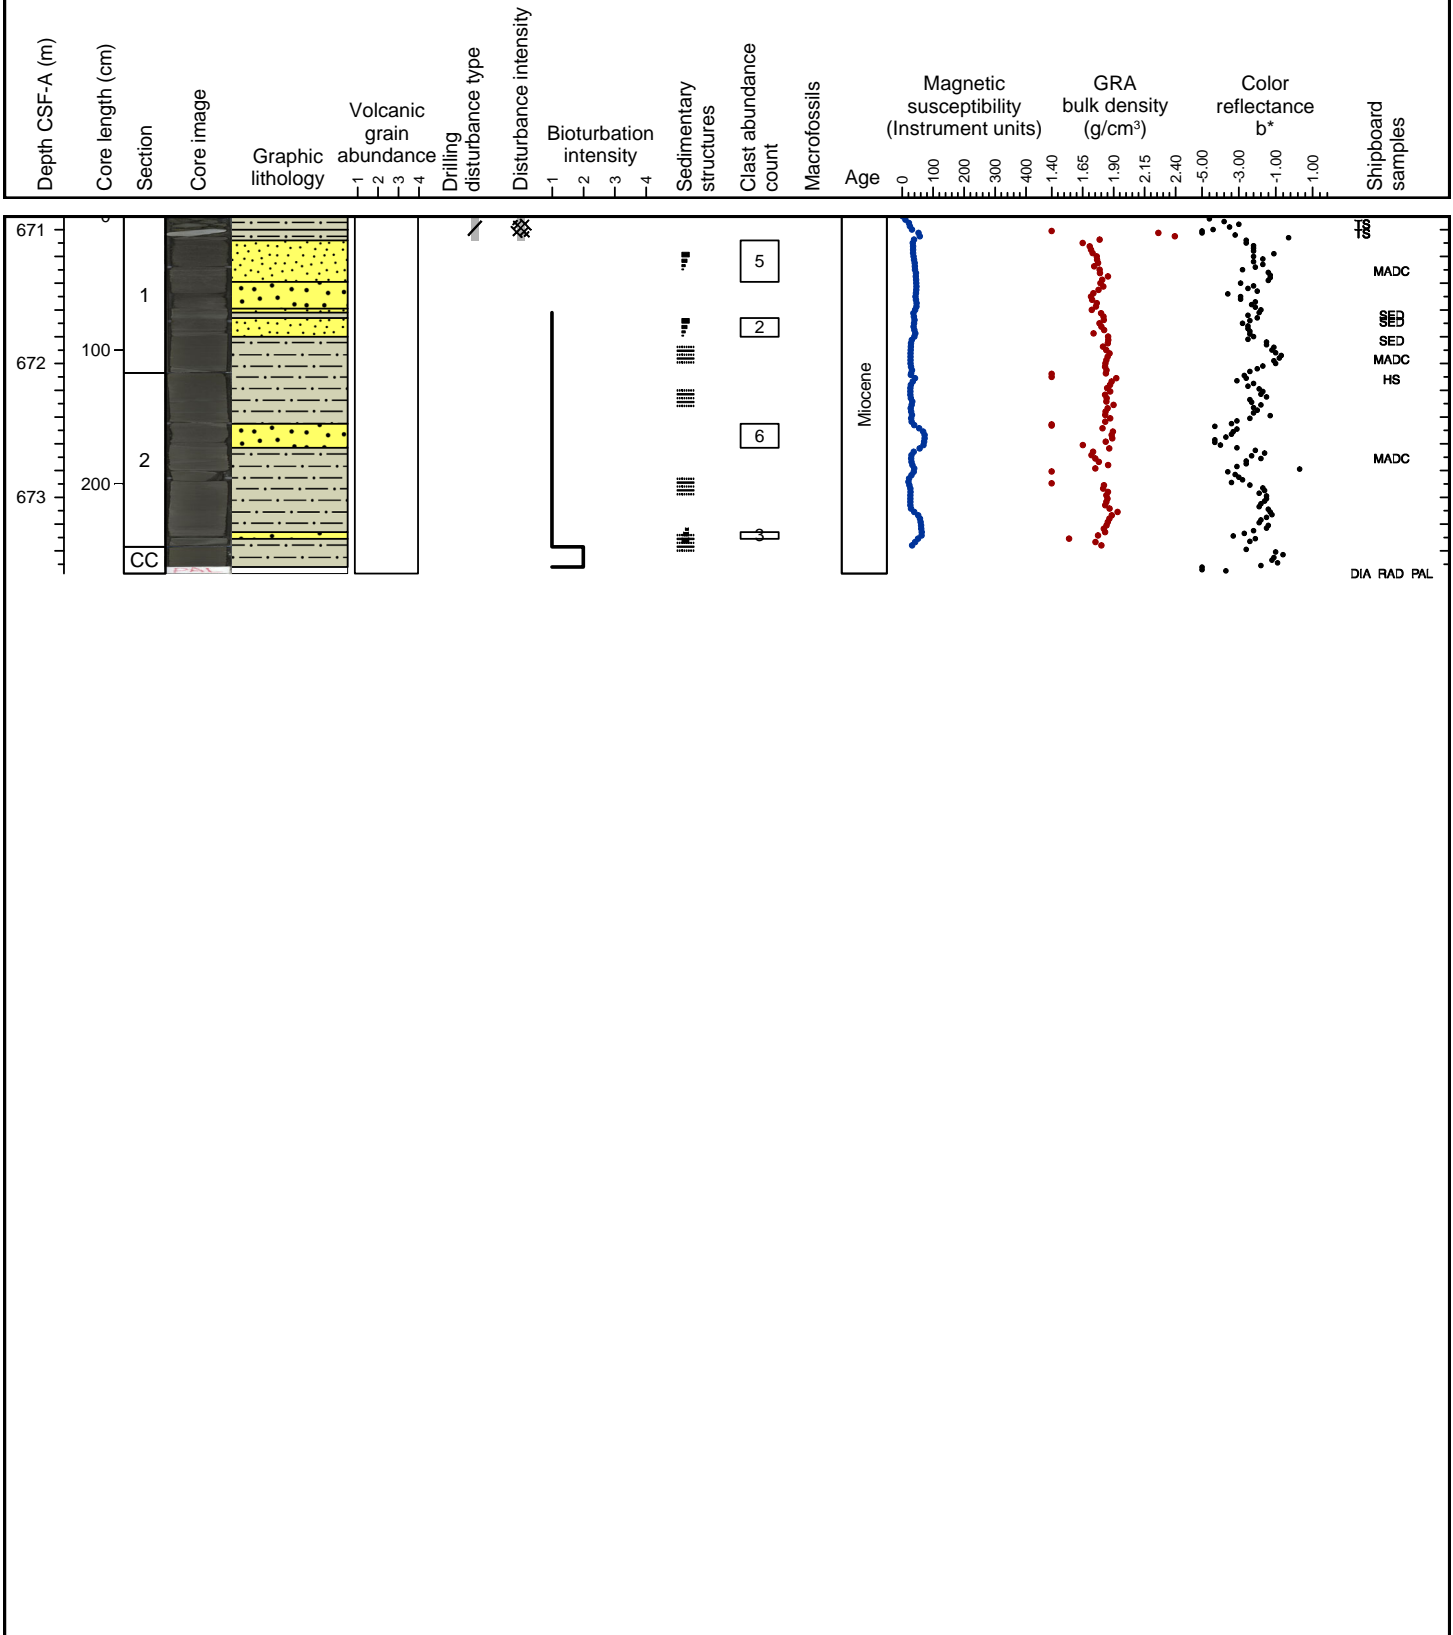 Depth CSF-A (m)
Core length (cm)
Section
Core image
Graphic
lithology
Volcanic
grain
abundance
1 2 3 4
Drilling
disturbance type
Disturbance intensity
Bioturbation
intensity
1 2 3 4
Sedimentary
structures
Clast abundance
count
Macrofossils
Age
Magnetic
susceptibility
(Instrument units)
0 100 200 300 400
GRA
bulk density
(g/cm³)
1.40 1.65 1.90 2.15 2.40
Color
reflectance
b*
-5.00 -3.00 -1.00 1.00
Shipboard
samples
671
672
673
0
100
200
1
2
CC
PAL
5
2
6
3
Miocene
TS
TS
MADC
SED
SED
SED
MADC
HS
MADC
DIA RAD PAL